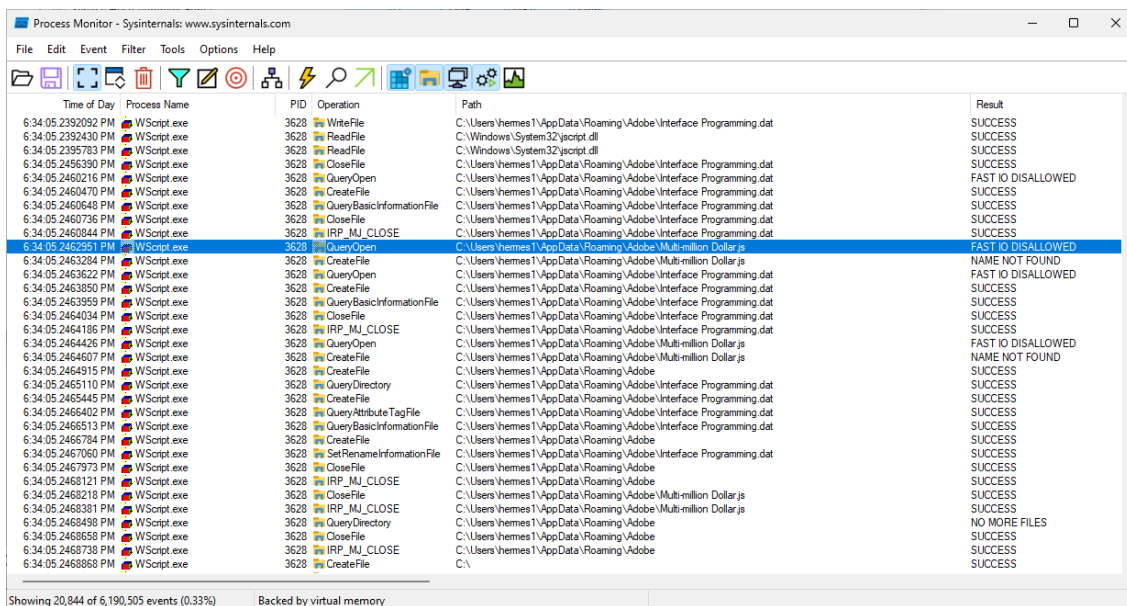 Process Monitor - Sysinternals: www.sysinternals.com
File Edit Event Filter Tools Options Help
Time of Day Process Name PID Operation Path Result
6:34:05.2392092 PM WScript.exe 3628 WriteFile C:\Users\hermes1\AppData\Roaming\Adobe\Interface Programming.dat SUCCESS
6:34:05.2392430 PM WScript.exe 3628 ReadFile C:\Windows\System32\jscript.dll SUCCESS
6:34:05.2395783 PM WScript.exe 3628 ReadFile C:\Windows\System32\jscript.dll SUCCESS
6:34:05.2456390 PM WScript.exe 3628 CloseFile C:\Users\hermes1\AppData\Roaming\Adobe\Interface Programming.dat SUCCESS
6:34:05.2460216 PM WScript.exe 3628 QueryOpen C:\Users\hermes1\AppData\Roaming\Adobe\Interface Programming.dat FAST IO DISALLOWED
6:34:05.2460470 PM WScript.exe 3628 CreateFile C:\Users\hermes1\AppData\Roaming\Adobe\Interface Programming.dat SUCCESS
6:34:05.2460648 PM WScript.exe 3628 QueryBasicInformationFile C:\Users\hermes1\AppData\Roaming\Adobe\Interface Programming.dat SUCCESS
6:34:05.2460736 PM WScript.exe 3628 CloseFile C:\Users\hermes1\AppData\Roaming\Adobe\Interface Programming.dat SUCCESS
6:34:05.2460844 PM WScript.exe 3628 IRP_MJ_CLOSE C:\Users\hermes1\AppData\Roaming\Adobe\Interface Programming.dat SUCCESS
6:34:05.2462951 PM WScript.exe 3628 QueryOpen C:\Users\hermes1\AppData\Roaming\Adobe\Multi-million Dollar.js FAST IO DISALLOWED
6:34:05.2463284 PM WScript.exe 3628 CreateFile C:\Users\hermes1\AppData\Roaming\Adobe\Multi-million Dollar.js NAME NOT FOUND
6:34:05.2463622 PM WScript.exe 3628 QueryOpen C:\Users\hermes1\AppData\Roaming\Adobe\Interface Programming.dat FAST IO DISALLOWED
6:34:05.2463850 PM WScript.exe 3628 CreateFile C:\Users\hermes1\AppData\Roaming\Adobe\Interface Programming.dat SUCCESS
6:34:05.2463959 PM WScript.exe 3628 QueryBasicInformationFile C:\Users\hermes1\AppData\Roaming\Adobe\Interface Programming.dat SUCCESS
6:34:05.2464034 PM WScript.exe 3628 CloseFile C:\Users\hermes1\AppData\Roaming\Adobe\Interface Programming.dat SUCCESS
6:34:05.2464186 PM WScript.exe 3628 IRP_MJ_CLOSE C:\Users\hermes1\AppData\Roaming\Adobe\Interface Programming.dat SUCCESS
6:34:05.2464426 PM WScript.exe 3628 QueryOpen C:\Users\hermes1\AppData\Roaming\Adobe\Multi-million Dollar.js FAST IO DISALLOWED
6:34:05.2464607 PM WScript.exe 3628 CreateFile C:\Users\hermes1\AppData\Roaming\Adobe\Multi-million Dollar.js NAME NOT FOUND
6:34:05.2464915 PM WScript.exe 3628 CreateFile C:\Users\hermes1\AppData\Roaming\Adobe SUCCESS
6:34:05.2465110 PM WScript.exe 3628 QueryDirectory C:\Users\hermes1\AppData\Roaming\Adobe\Interface Programming.dat SUCCESS
6:34:05.2465445 PM WScript.exe 3628 CreateFile C:\Users\hermes1\AppData\Roaming\Adobe\Interface Programming.dat SUCCESS
6:34:05.2466402 PM WScript.exe 3628 QueryAttributeTagFile C:\Users\hermes1\AppData\Roaming\Adobe\Interface Programming.dat SUCCESS
6:34:05.2466513 PM WScript.exe 3628 QueryBasicInformationFile C:\Users\hermes1\AppData\Roaming\Adobe\Interface Programming.dat SUCCESS
6:34:05.2466784 PM WScript.exe 3628 CreateFile C:\Users\hermes1\AppData\Roaming\Adobe SUCCESS
6:34:05.2467060 PM WScript.exe 3628 SetRenameInformationFile C:\Users\hermes1\AppData\Roaming\Adobe\Interface Programming.dat SUCCESS
6:34:05.2467973 PM WScript.exe 3628 CloseFile C:\Users\hermes1\AppData\Roaming\Adobe SUCCESS
6:34:05.2468121 PM WScript.exe 3628 IRP_MJ_CLOSE C:\Users\hermes1\AppData\Roaming\Adobe SUCCESS
6:34:05.2468218 PM WScript.exe 3628 CloseFile C:\Users\hermes1\AppData\Roaming\Adobe\Multi-million Dollar.js SUCCESS
6:34:05.2468381 PM WScript.exe 3628 IRP_MJ_CLOSE C:\Users\hermes1\AppData\Roaming\Adobe\Multi-million Dollar.js SUCCESS
6:34:05.2468498 PM WScript.exe 3628 QueryDirectory C:\Users\hermes1\AppData\Roaming\Adobe NO MORE FILES
6:34:05.2468658 PM WScript.exe 3628 CloseFile C:\Users\hermes1\AppData\Roaming\Adobe SUCCESS
6:34:05.2468738 PM WScript.exe 3628 IRP_MJ_CLOSE C:\Users\hermes1\AppData\Roaming\Adobe SUCCESS
6:34:05.2468868 PM WScript.exe 3628 CreateFile C:\ SUCCESS
Showing 20,844 of 6,190,505 events (0.33%) Backed by virtual memory